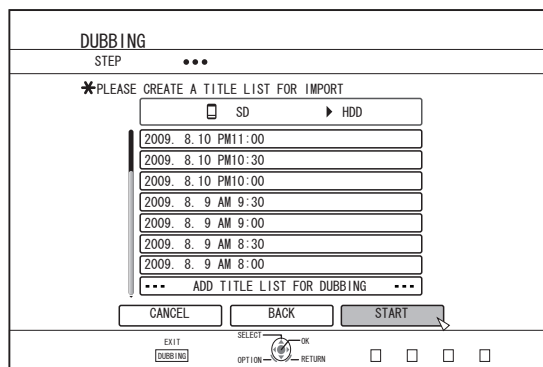 DUBBING
STEP •••
*PLEASE CREATE A TITLE LIST FOR IMPORT
SD ▶ HDD
2009. 8.10 PM11:00
2009. 8.10 PM10:30
2009. 8.10 PM10:00
2009. 8. 9 AM 9:30
2009. 8. 9 AM 9:00
2009. 8. 9 AM 8:30
2009. 8. 9 AM 8:00
--- ADD TITLE LIST FOR DUBBING ---
CANCEL BACK START
EXIT SELECT OK
DUBBING OPTION RETURN